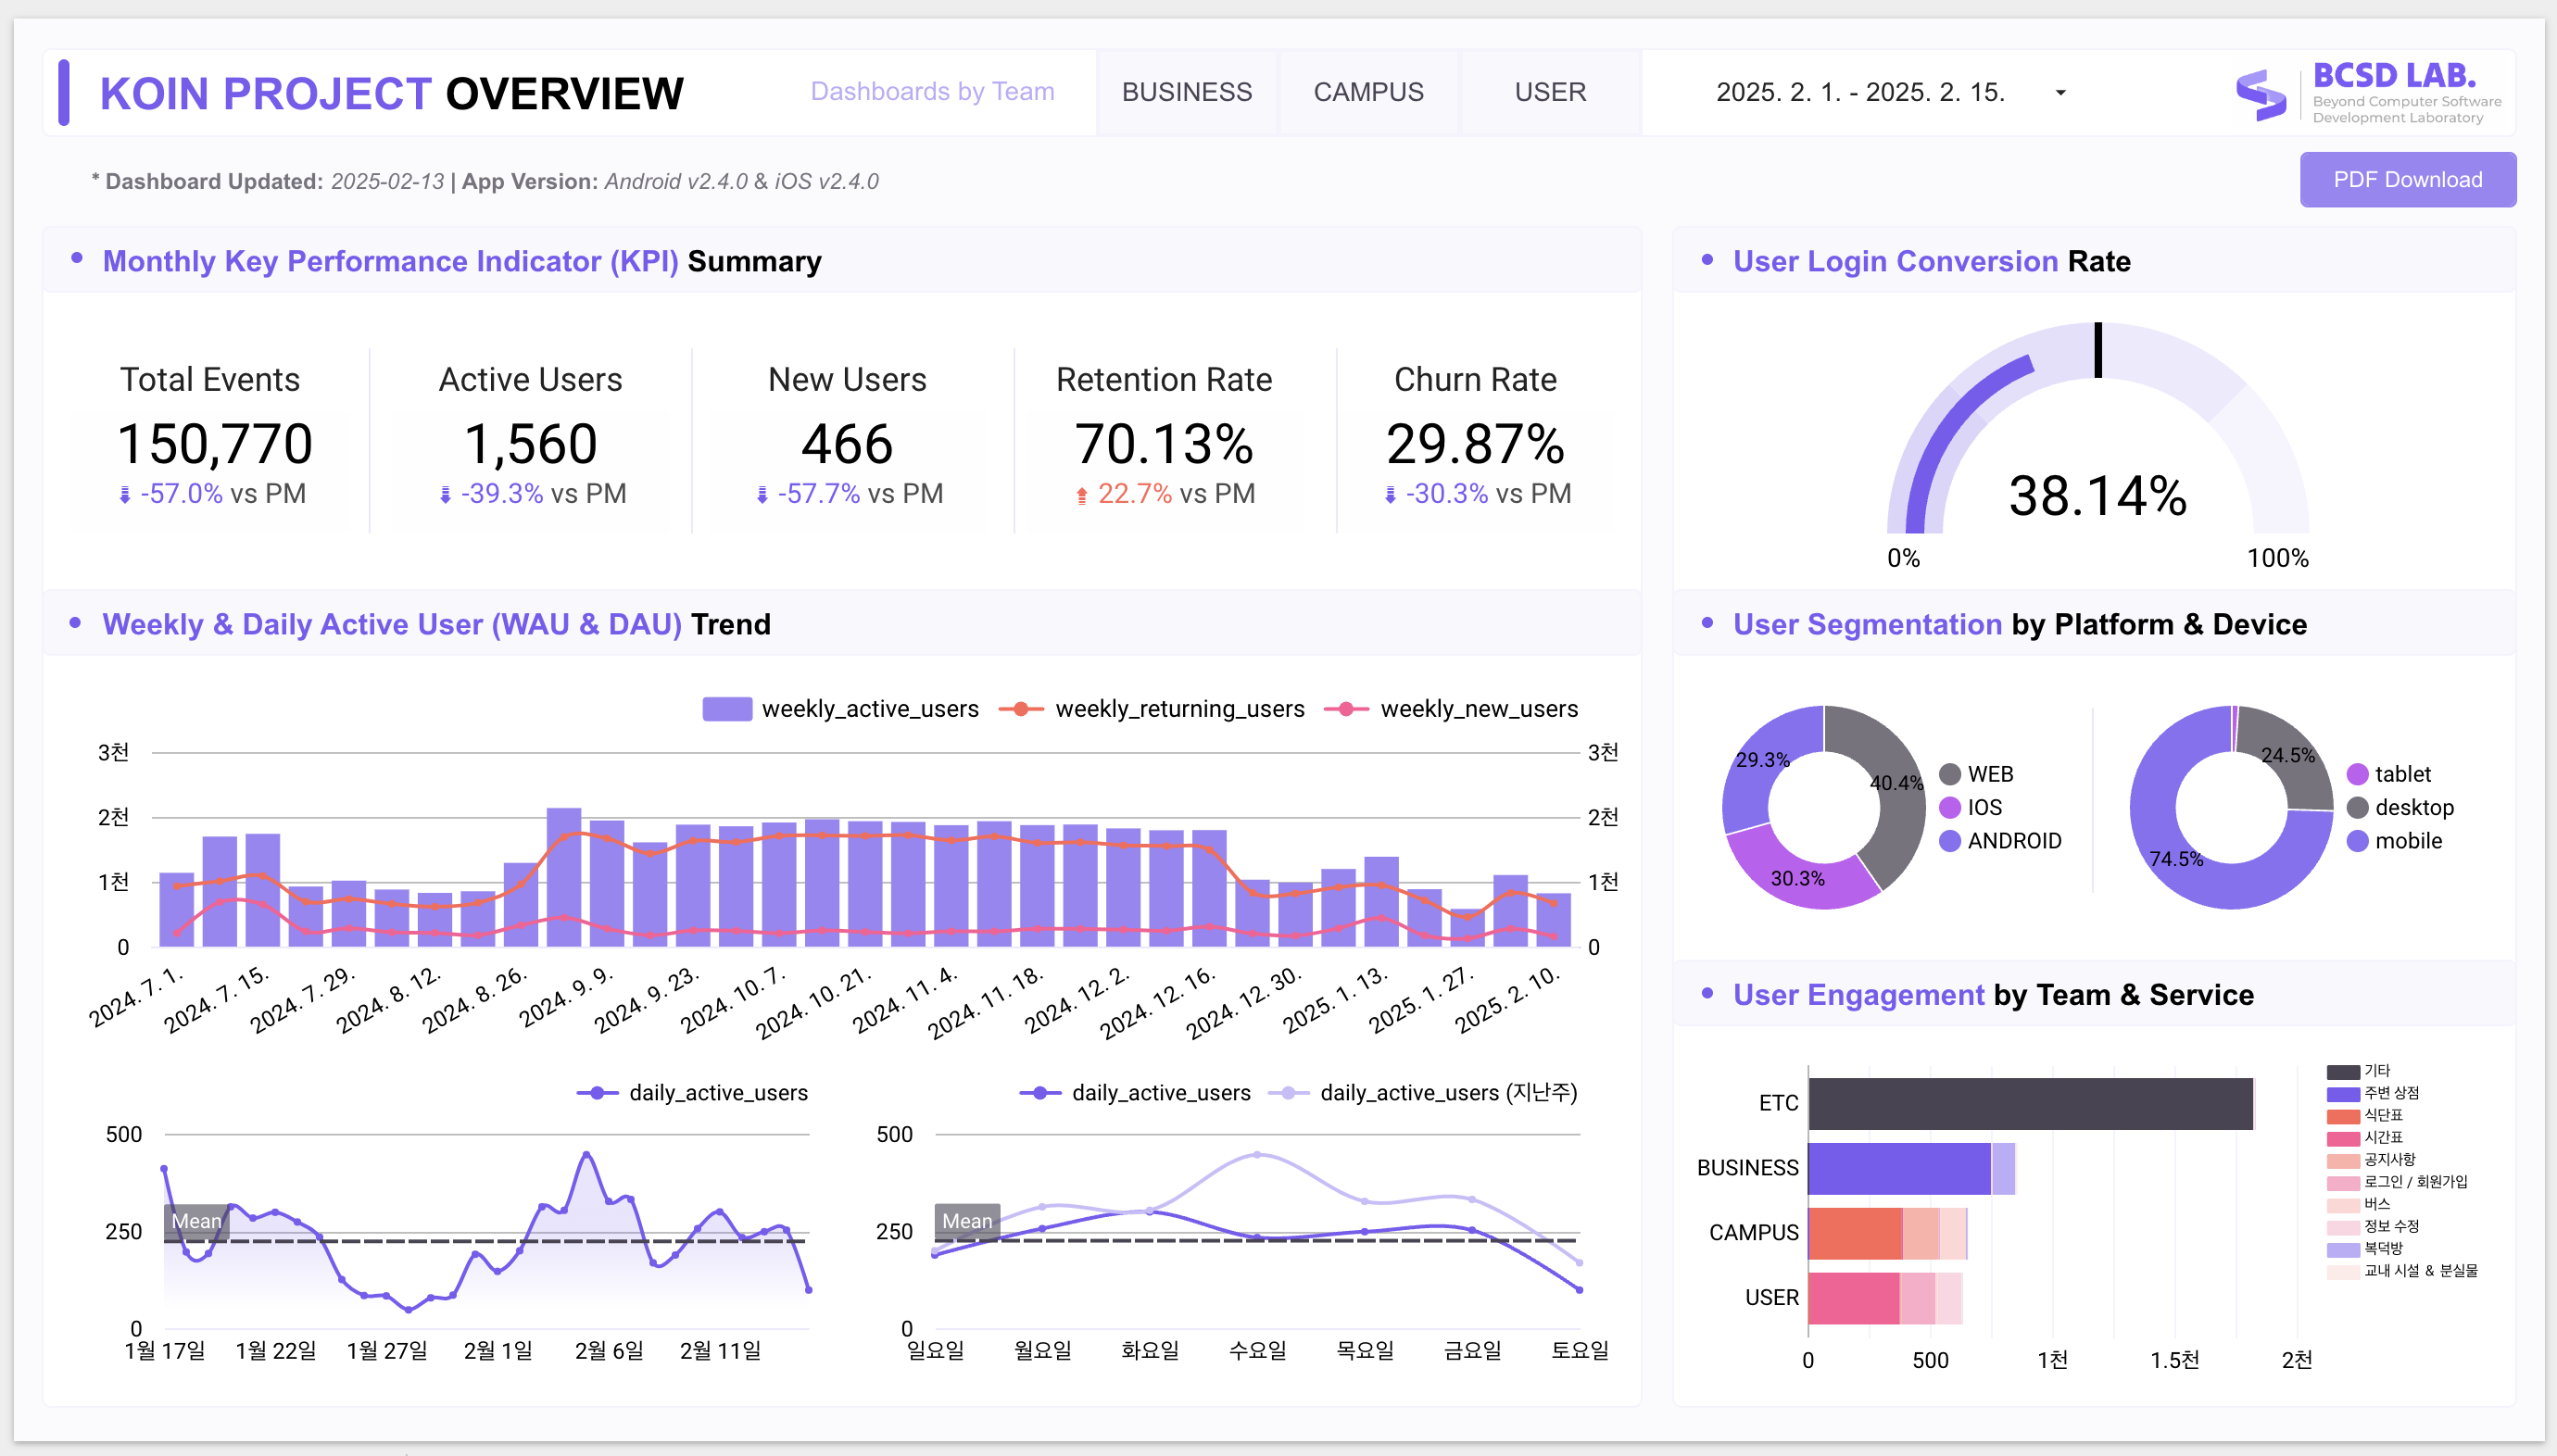 KOIN PROJECT OVERVIEW
Dashboards by Team
BUSINESS
CAMPUS
USER
2025. 2. 1. - 2025. 2. 15.
BCSD LAB.
Beyond Computer Software
Development Laboratory
* Dashboard Updated: 2025-02-13 | App Version: Android v2.4.0 & iOS v2.4.0
PDF Download
Monthly Key Performance Indicator (KPI) Summary
Total Events
150,770
-57.0% vs PM
Active Users
1,560
-39.3% vs PM
New Users
466
-57.7% vs PM
Retention Rate
70.13%
22.7% vs PM
Churn Rate
29.87%
-30.3% vs PM
User Login Conversion Rate
38.14%
0%
100%
Weekly & Daily Active User (WAU & DAU) Trend
weekly_active_users
weekly_returning_users
weekly_new_users
3천
2천
1천
0
3천
2천
1천
0
2024. 7. 1.
2024. 7. 15.
2024. 7. 29.
2024. 8. 12.
2024. 8. 26.
2024. 9. 9.
2024. 9. 23.
2024. 10. 7.
2024. 10. 21.
2024. 11. 4.
2024. 11. 18.
2024. 12. 2.
2024. 12. 16.
2024. 12. 30.
2025. 1. 13.
2025. 1. 27.
2025. 2. 10.
daily_active_users
500
250
0
Mean
1월 17일
1월 22일
1월 27일
2월 1일
2월 6일
2월 11일
daily_active_users
daily_active_users (지난주)
500
250
0
Mean
일요일
월요일
화요일
수요일
목요일
금요일
토요일
User Segmentation by Platform & Device
29.3%
40.4%
30.3%
WEB
IOS
ANDROID
24.5%
74.5%
tablet
desktop
mobile
User Engagement by Team & Service
ETC
BUSINESS
CAMPUS
USER
0
500
1천
1.5천
2천
기타
주변 상점
식단표
시간표
공지사항
로그인 / 회원가입
버스
정보 수정
복덕방
교내 시설 & 분실물